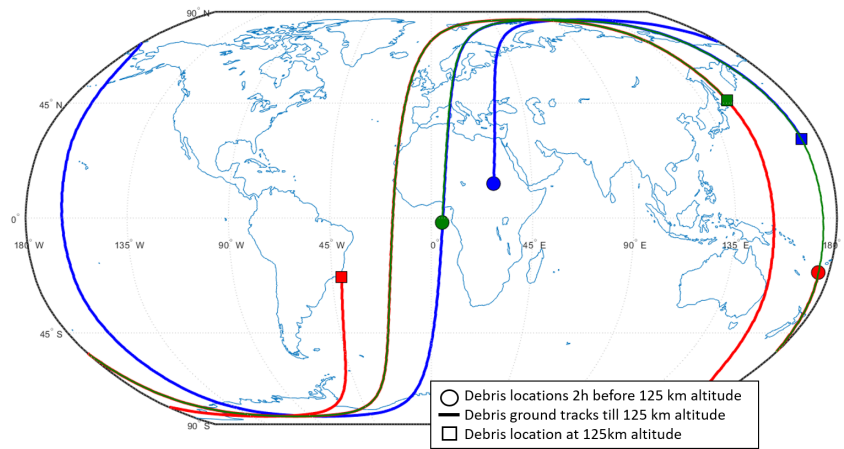 90° N
45° N
0°
180° W
135° W
90° W
45° W
0°
45° E
90° E
135° E
180°
45° S
90° S
Debris locations 2h before 125 km altitude
Debris ground tracks till 125 km altitude
Debris location at 125km altitude